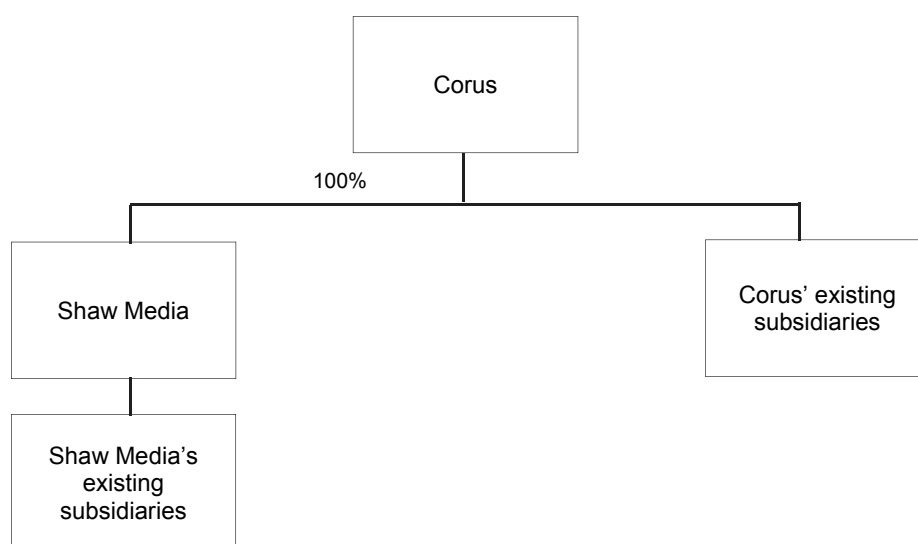 Corus
100%
Shaw Media
Corus’ existing
subsidiaries
Shaw Media’s
existing
subsidiaries